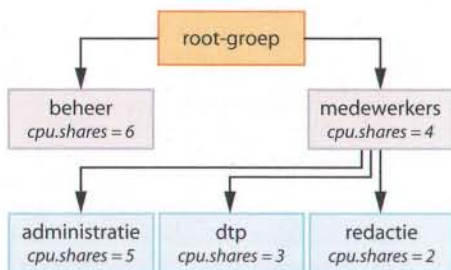 root-groep
beheer
cpu.shares = 6
medewerkers
cpu.shares = 4
administratie
cpu.shares = 5
dtp
cpu.shares = 3
redactie
cpu.shares = 2